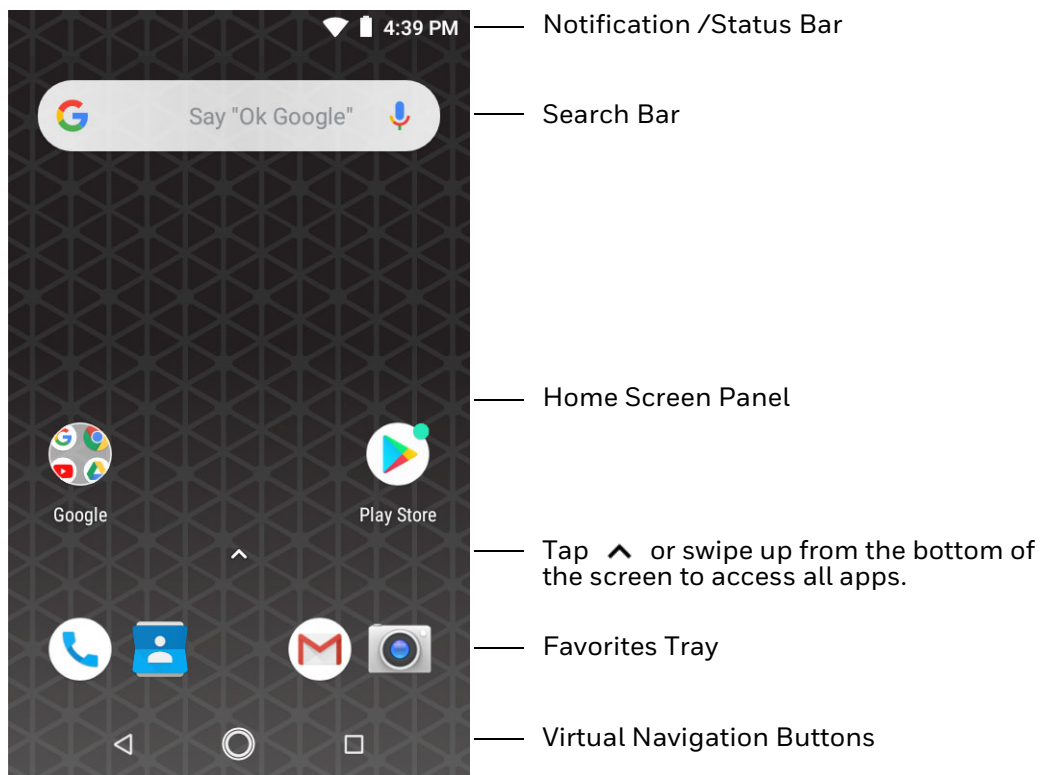 4:39 PM
Notification /Status Bar
Say "Ok Google"
Search Bar
Home Screen Panel
Google
Play Store
Tap or swipe up from the bottom of
the screen to access all apps.
Favorites Tray
Virtual Navigation Buttons